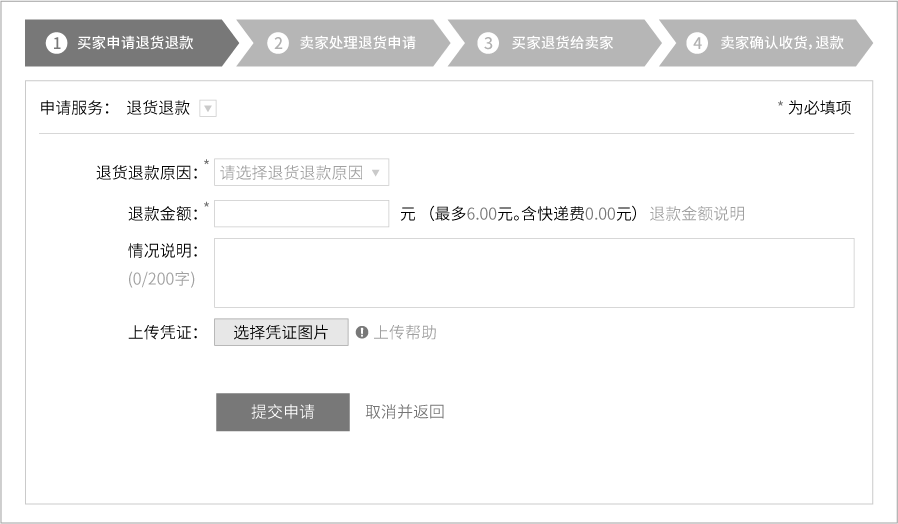 1 买家申请退货退款 2 卖家处理退货申请 3 买家退货给卖家 4 卖家确认收货，退款
申请服务： 退货退款 * 为必填项
退货退款原因：* 请选择退货退款原因
退款金额：* 元 （最多6.00元。含快递费0.00元） 退款金额说明
情况说明：
(0/200字)
上传凭证： 选择凭证图片 上传帮助
提交申请 取消并返回